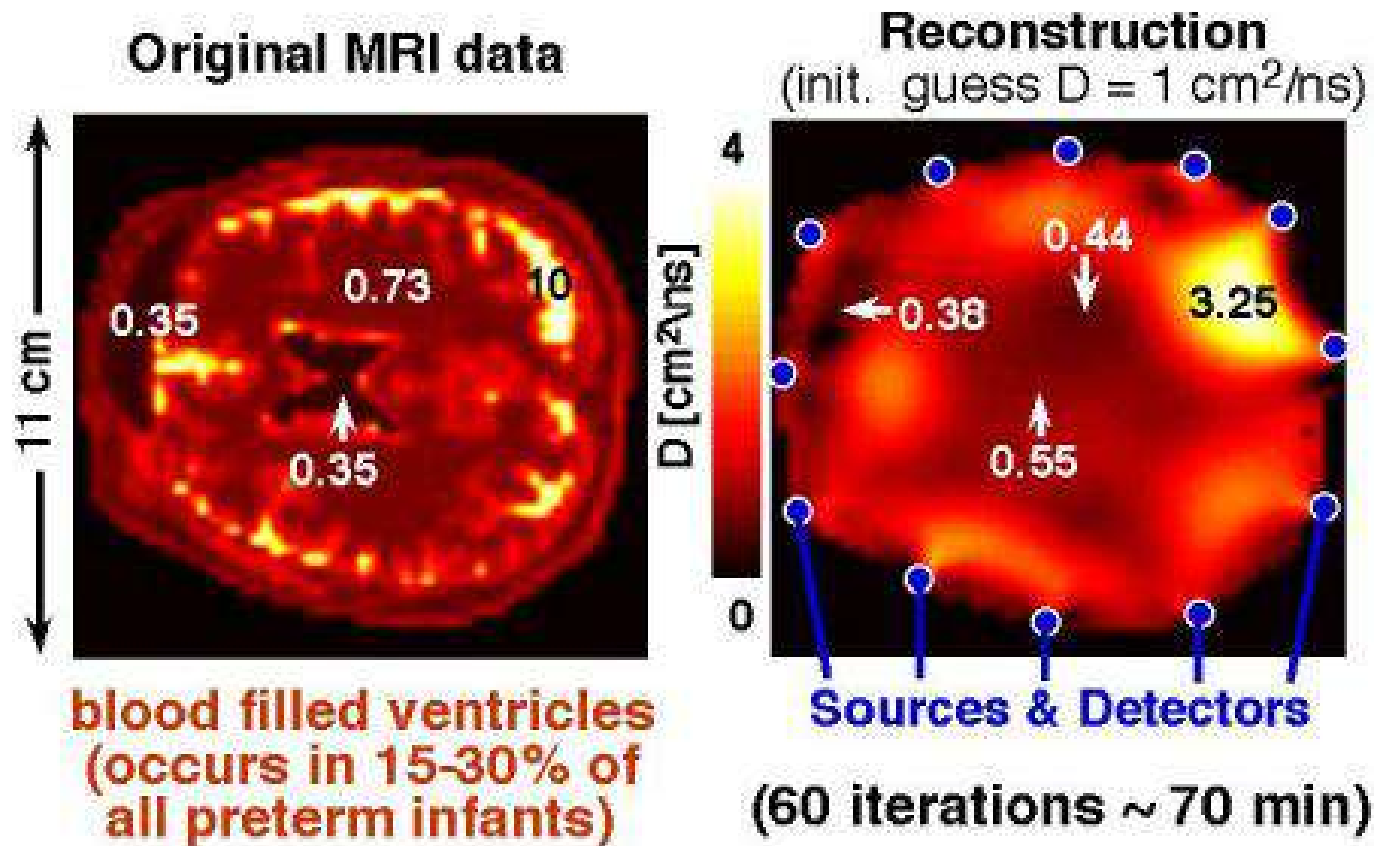 Original MRI data
11 cm
0.35
0.73
10
0.35
blood filled ventricles
(occurs in 15-30% of
all preterm infants)
Reconstruction
(init. guess D = 1 cm²/ns)
4
D [cm²/ns]
0
0.44
0.38
3.25
0.55
Sources & Detectors
(60 iterations ~ 70 min)